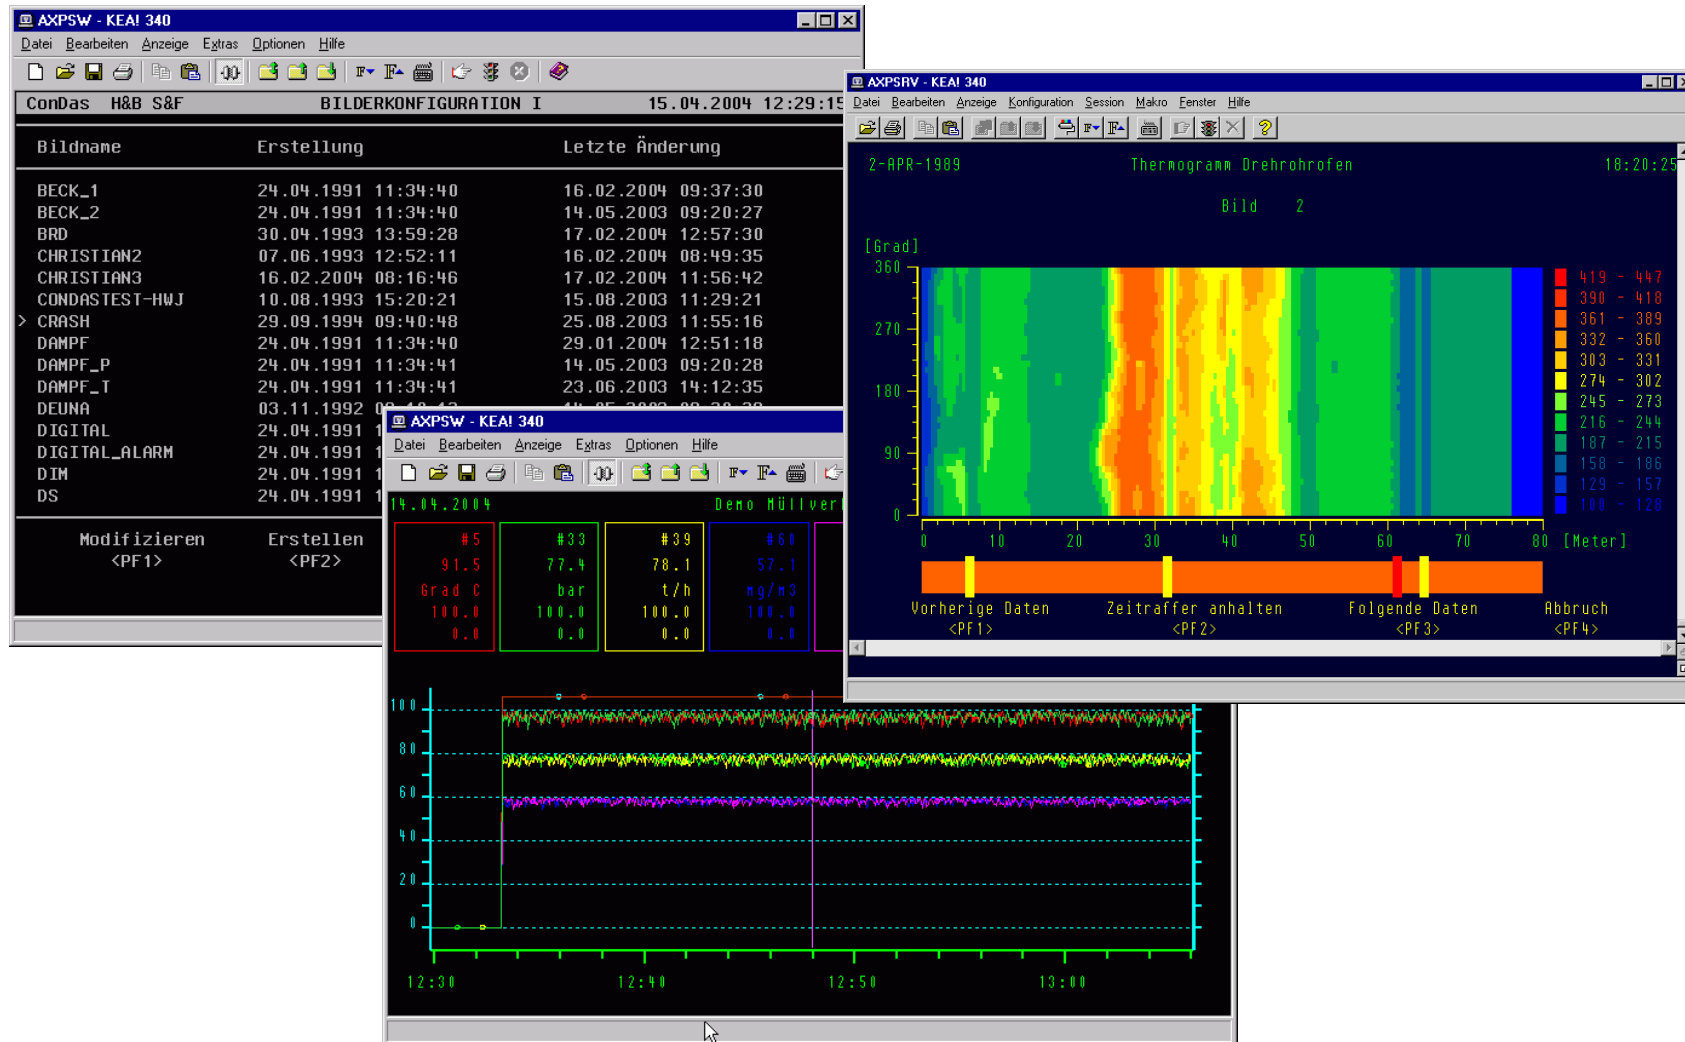 AXPSW - KEA! 340
Datei Bearbeiten Anzeige Extras Optionen Hilfe
ConDas H&B S&F BILDERKONFIGURATION I 15.04.2004 12:29:15
Bildname Erstellung Letzte Änderung
BECK_1 24.04.1991 11:34:40 16.02.2004 09:37:30
BECK_2 24.04.1991 11:34:40 14.05.2003 09:20:27
BRD 30.04.1993 13:59:28 17.02.2004 12:57:30
CHRISTIAN2 07.06.1993 12:52:11 16.02.2004 08:49:35
CHRISTIAN3 16.02.2004 08:16:46 17.02.2004 11:56:42
CONDASTEST-HWJ 10.08.1993 15:20:21 15.08.2003 11:29:21
> CRASH 29.09.1994 09:40:48 25.08.2003 11:55:16
DAMPF 24.04.1991 11:34:40 29.01.2004 12:51:18
DAMPF_P 24.04.1991 11:34:41 14.05.2003 09:20:28
DAMPF_T 24.04.1991 11:34:41 23.06.2003 14:12:35
DEUNA 03.11.1992
DIGITAL 24.04.1991 1
DIGITAL_ALARM 24.04.1991 1
DIM 24.04.1991 1
DS 24.04.1991 1
Modifizieren Erstellen
<PF1> <PF2>
AXPSW - KEA! 340
Datei Bearbeiten Anzeige Extras Optionen Hilfe
14.04.2004 Demo Müllver
#5 #33 #39 #60
91.5 77.4 78.1 57.1
Grad C bar t/h mg/m3
100.0 100.0 100.0 100.0
0.0 0.0 0.0 0.0
100
80
60
40
20
0
12:30 12:40 12:50 13:00
AXPSRV - KEA! 340
Datei Bearbeiten Anzeige Konfiguration Session Makro Fenster Hilfe
2-APR-1989 Thermogramm Drehrohrofen 18:20:25
Bild 2
[Grad]
360
270
180
90
0
0 10 20 30 40 50 60 70 80 [Meter]
419 - 447
390 - 418
361 - 389
332 - 360
303 - 331
274 - 302
245 - 273
216 - 244
187 - 215
158 - 186
129 - 157
100 - 128
Vorherige Daten Zeitraffer anhalten Folgende Daten Abbruch
<PF1> <PF2> <PF3> <PF4>